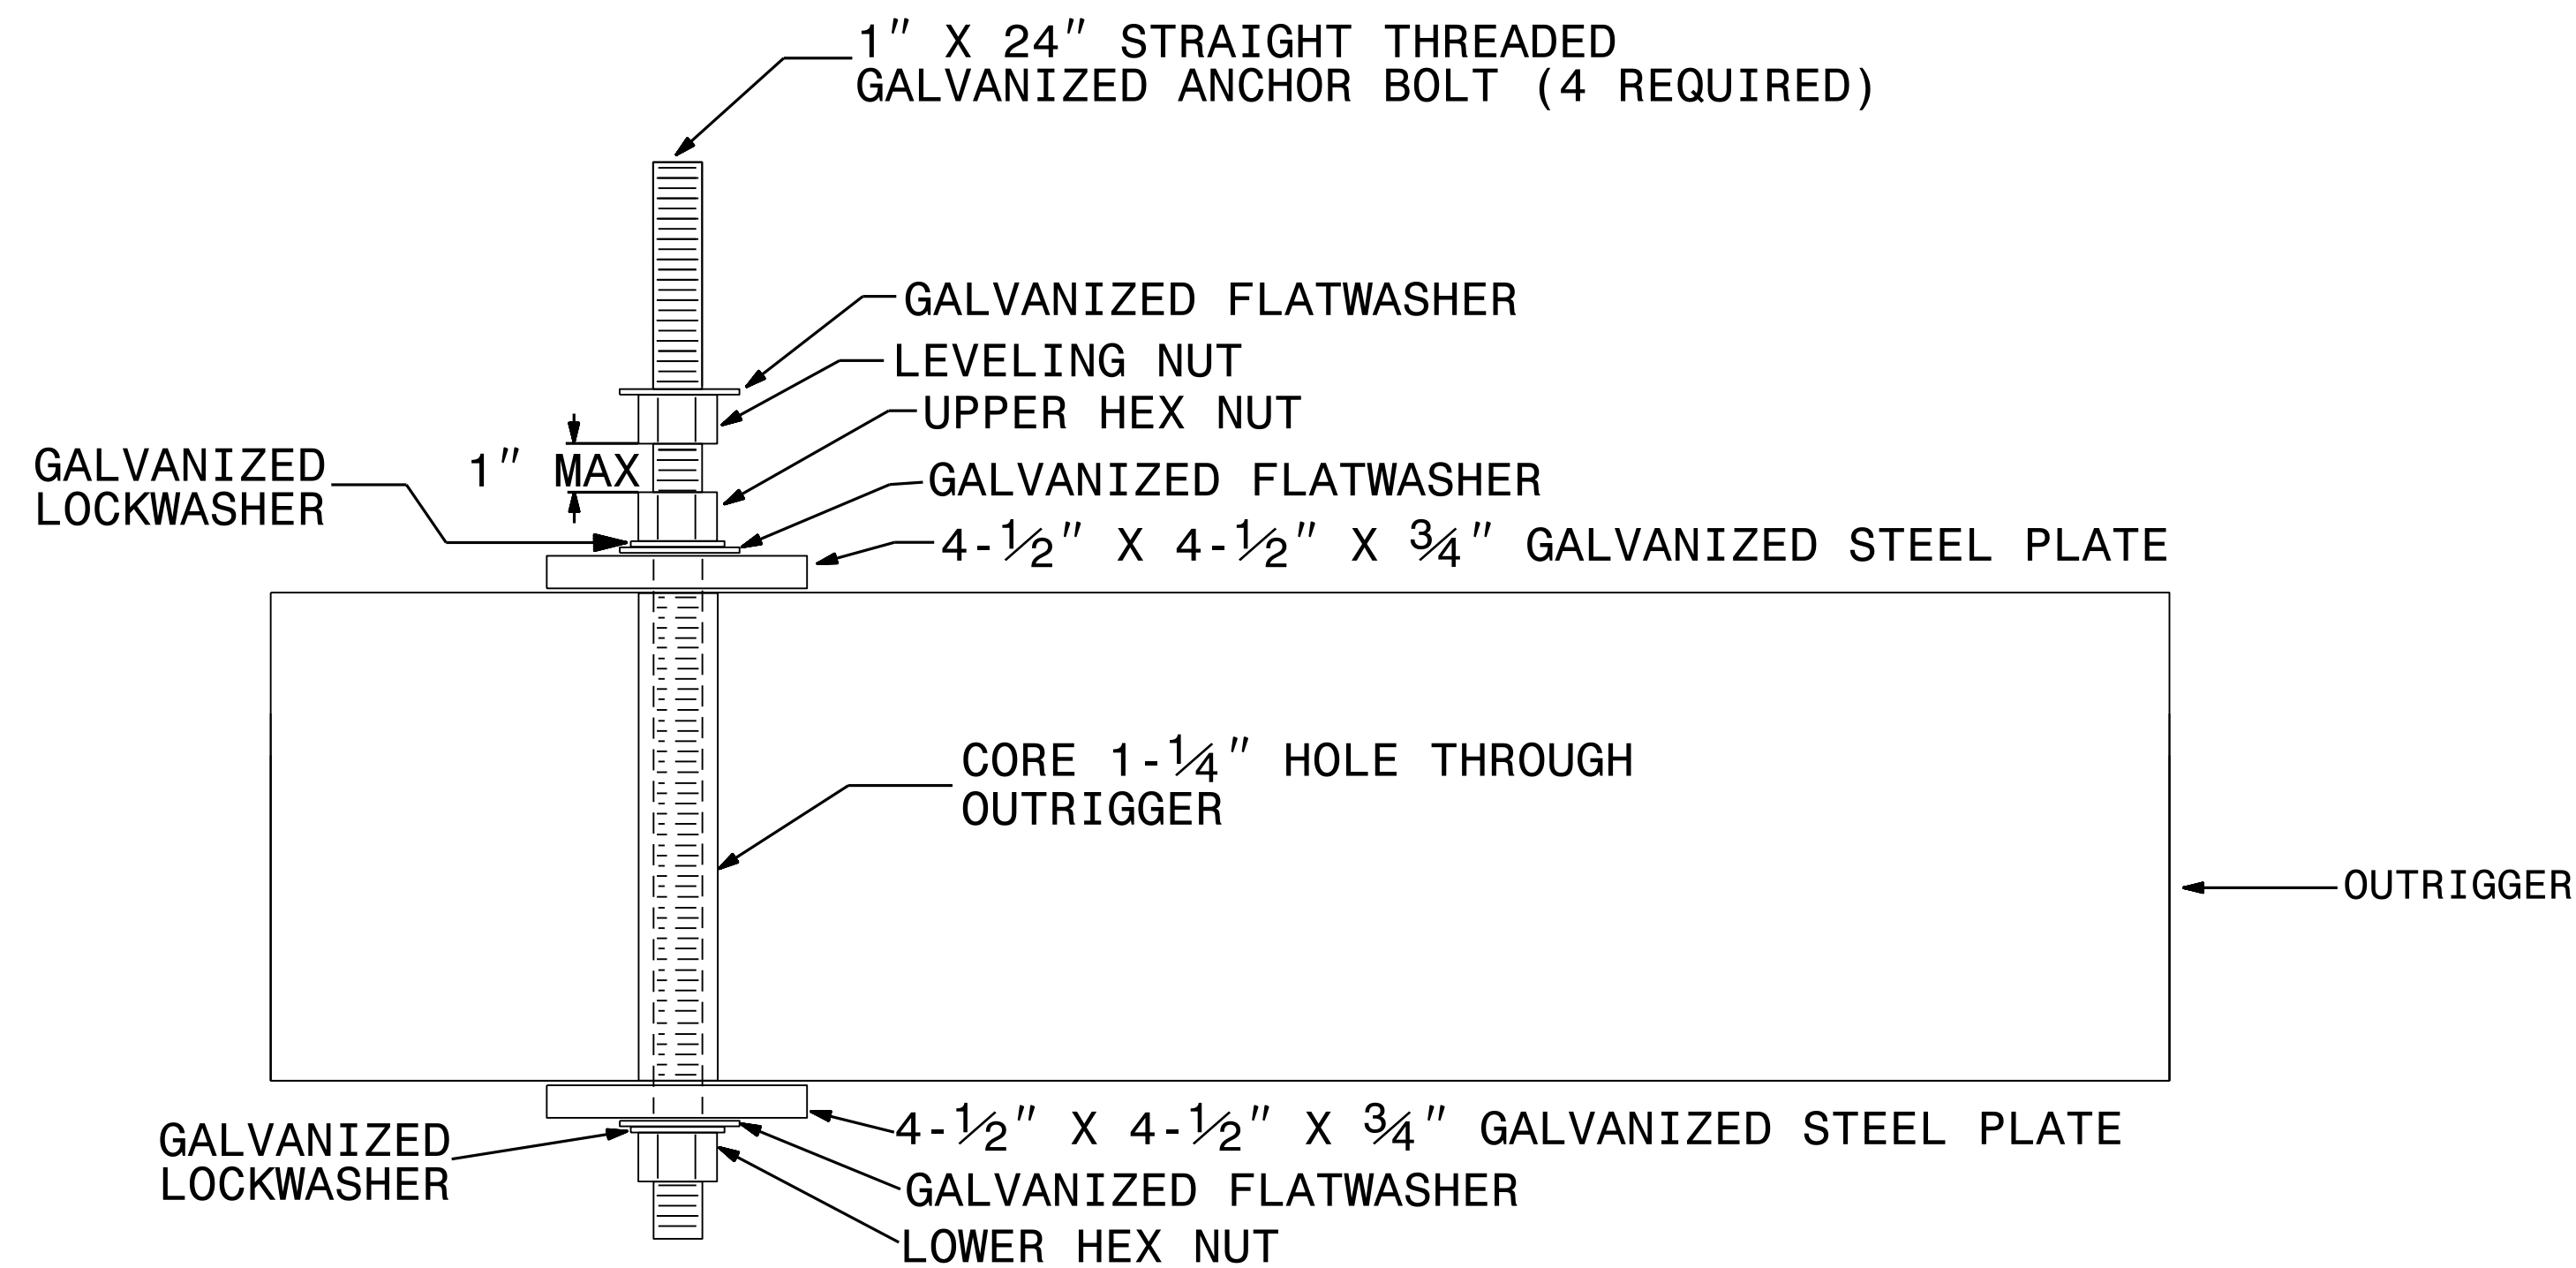 1" X 24" STRAIGHT THREADED
GALVANIZED ANCHOR BOLT (4 REQUIRED)
GALVANIZED FLATWASHER
LEVELING NUT
UPPER HEX NUT
GALVANIZED
LOCKWASHER
1" MAX
GALVANIZED FLATWASHER
4-1/2" X 4-1/2" X 3/4" GALVANIZED STEEL PLATE
CORE 1-1/4" HOLE THROUGH
OUTRIGGER
OUTRIGGER
4-1/2" X 4-1/2" X 3/4" GALVANIZED STEEL PLATE
GALVANIZED
LOCKWASHER
GALVANIZED FLATWASHER
LOWER HEX NUT